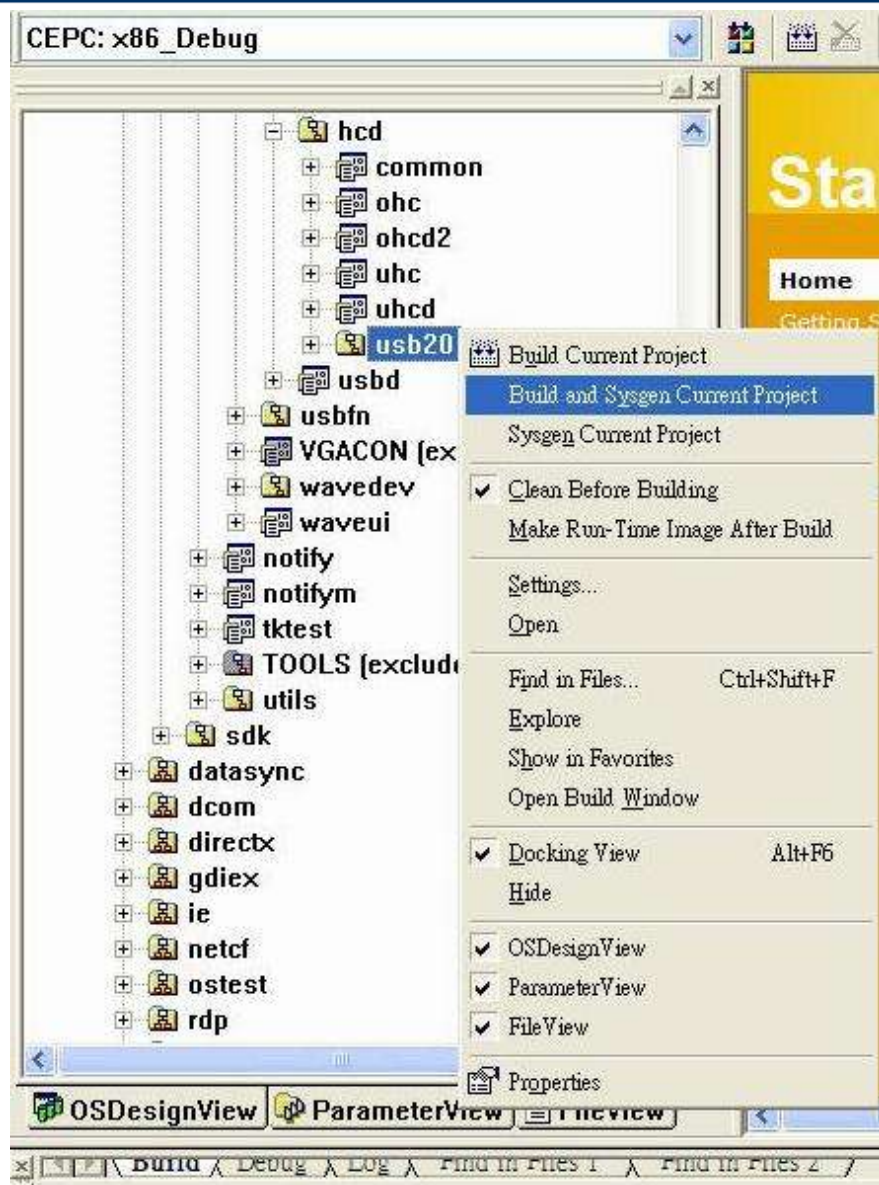 CEPC: x86_Debug
hcd
common
ohc
ohcd2
uhc
uhcd
usb20
usbd
usbfn
VGACON (ex
wavedev
waveui
notify
notifym
tktest
TOOLS (exclude
utils
sdk
datasync
dcom
directx
gdiex
ie
netcf
ostest
rdp
Sta
Home
Getting S
Build Current Project
Build and Sysgen Current Project
Sysgen Current Project
Clean Before Building
Make Run-Time Image After Build
Settings...
Open
Find in Files... Ctrl+Shift+F
Explore
Show in Favorites
Open Build Window
Docking View Alt+F6
Hide
OSDesignView
ParameterView
FileView
Properties
OSDesignView ParameterView FileView
Build Debug Log Find in Files 1 Find in Files 2